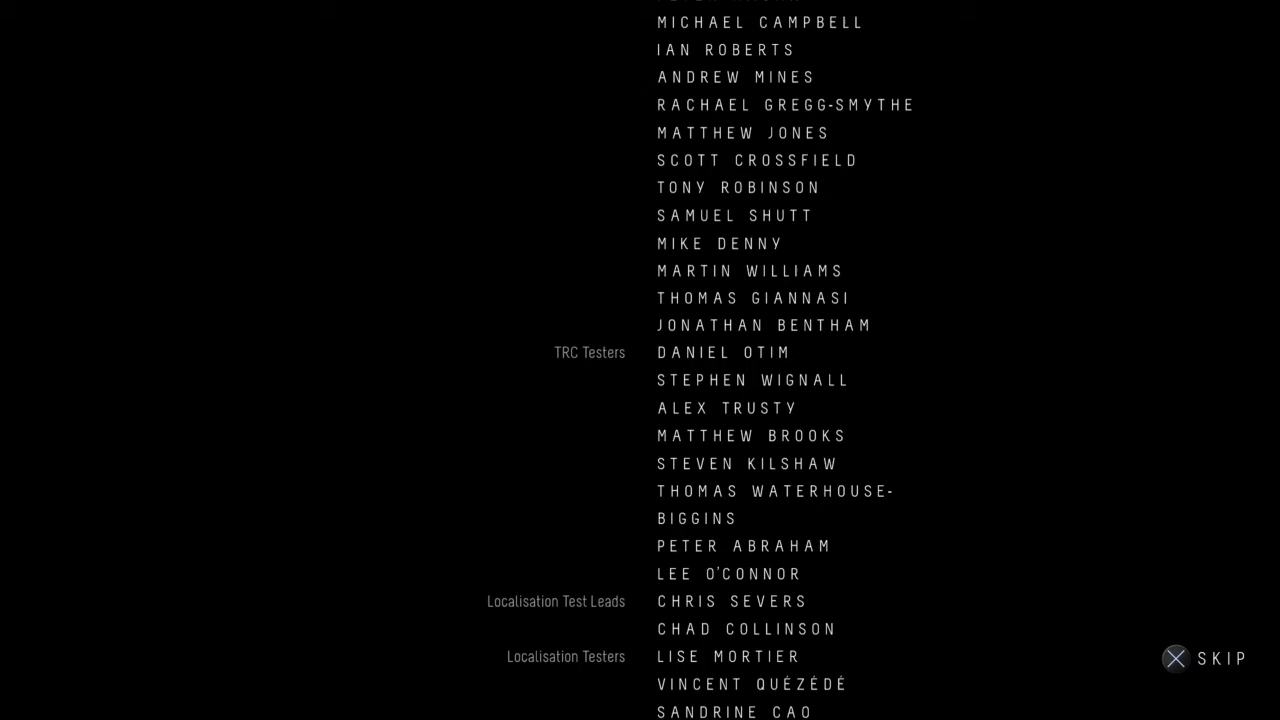 MICHAEL CAMPBELL
IAN ROBERTS
ANDREW MINES
RACHAEL GREGG-SMYTHE
MATTHEW JONES
SCOTT CROSSFIELD
TONY ROBINSON
SAMUEL SHUTT
MIKE DENNY
MARTIN WILLIAMS
THOMAS GIANNASI
JONATHAN BENTHAM
TRC Testers DANIEL OTIM
STEPHEN WIGNALL
ALEX TRUSTY
MATTHEW BROOKS
STEVEN KILSHAW
THOMAS WATERHOUSE-
BIGGINS
PETER ABRAHAM
LEE O'CONNOR
Localisation Test Leads CHRIS SEVERS
CHAD COLLINSON
Localisation Testers LISE MORTIER
SKIP
VINCENT QUÉZÉDÉ
SANDRINE CAO